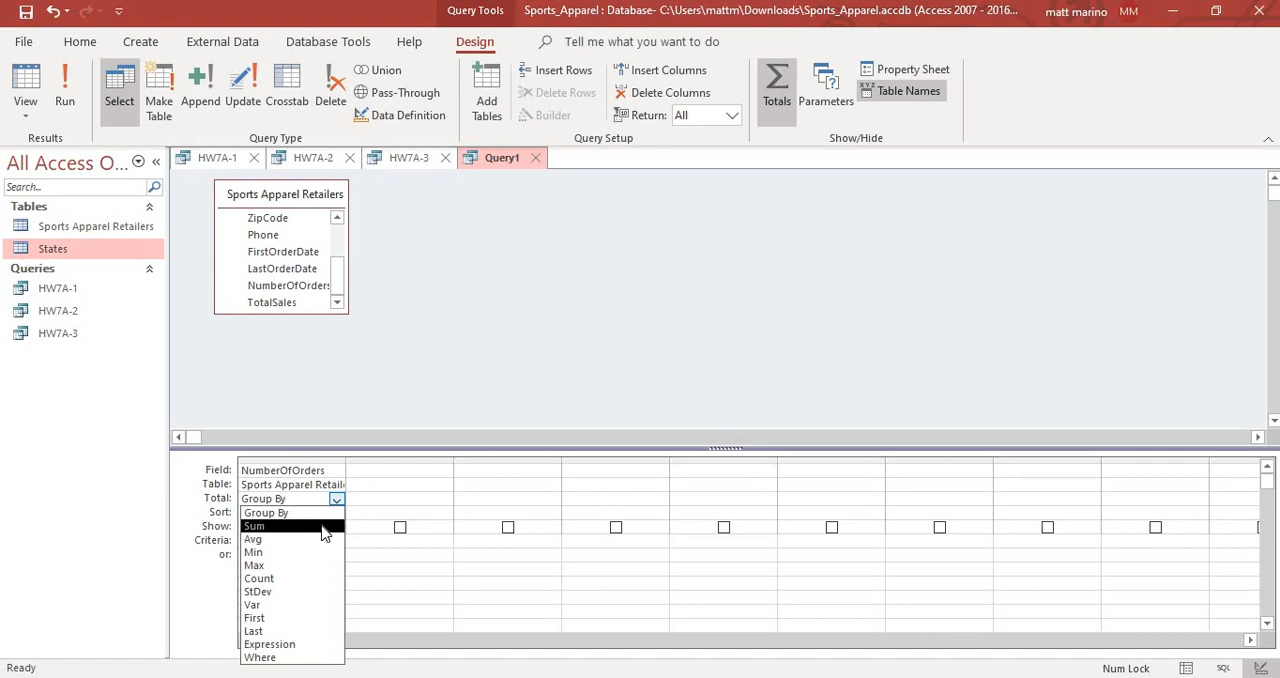 Query Tools
Sports_Apparel : Database- C:\Users\mattm\Downloads\Sports_Apparel.accdb (Access 2007 - 2016...
matt marino MM
File Home Create External Data Database Tools Help Design Tell me what you want to do
View
Run
Select
Make Table
Append
Update
Crosstab
Delete
Union
Pass-Through
Data Definition
Add Tables
Insert Rows
Delete Rows
Builder
Insert Columns
Delete Columns
Return: All
Totals
Parameters
Property Sheet
Table Names
Results Query Type Query Setup Show/Hide
All Access O...
HW7A-1 HW7A-2 HW7A-3 Query1
Search...
Tables
Sports Apparel Retailers
States
Queries
HW7A-1
HW7A-2
HW7A-3
Sports Apparel Retailers
ZipCode
Phone
FirstOrderDate
LastOrderDate
NumberOfOrders
TotalSales
Field: NumberOfOrders
Table: Sports Apparel Retaile
Total: Group By
Sort:
Show:
Criteria:
or:
Group By
Sum
Avg
Min
Max
Count
StDev
Var
First
Last
Expression
Where
Ready
Num Lock
SQL